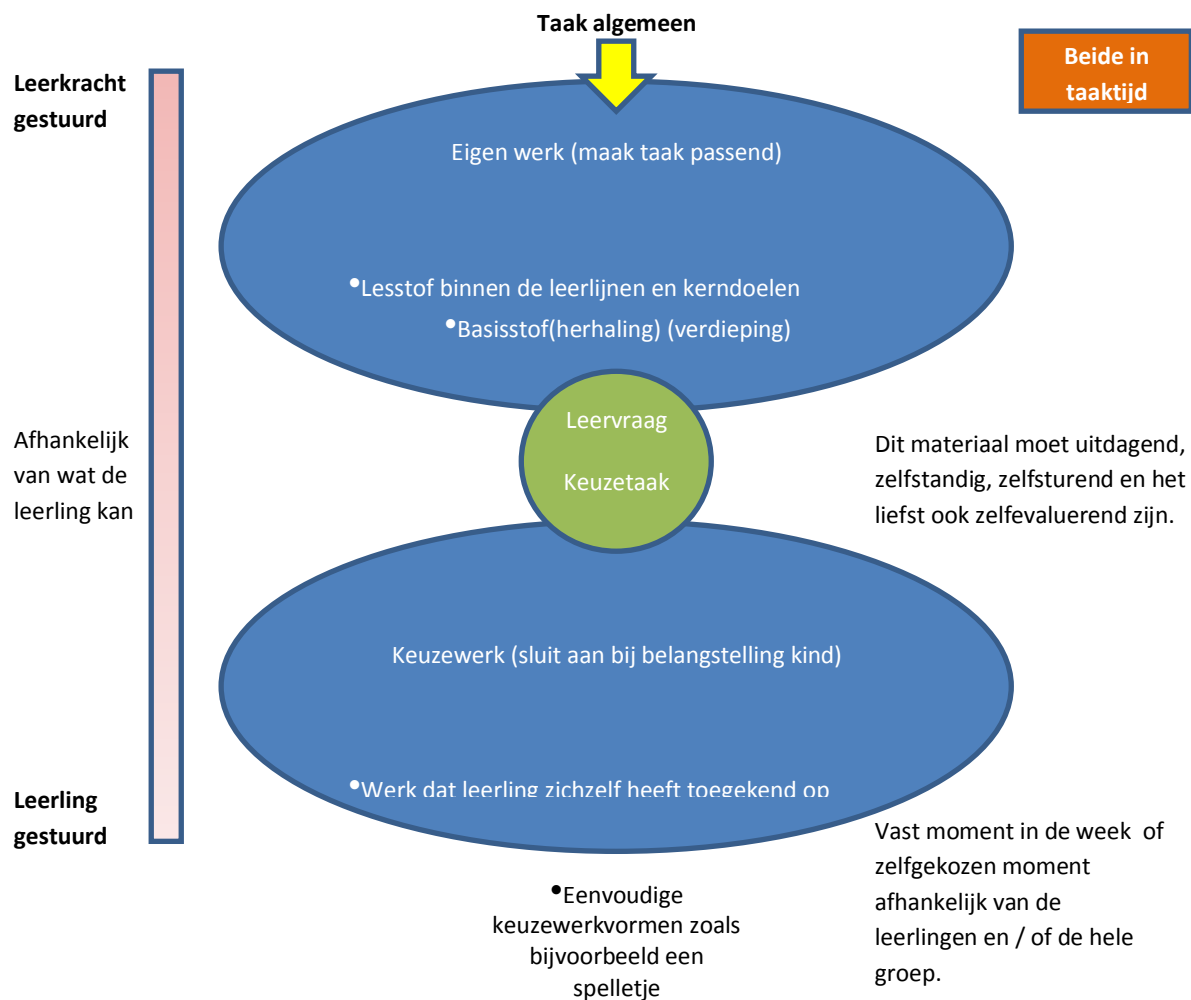 Taak algemeen
Beide in
taaktijd
Leerkracht
gestuurd
Eigen werk (maak taak passend)
•Lesstof binnen de leerlijnen en kerndoelen
•Basisstof(herhaling) (verdieping)
Leervraag
Keuzetaak
Afhankelijk
van wat de
leerling kan
Dit materiaal moet uitdagend,
zelfstandig, zelfsturend en het
liefst ook zelfevaluerend zijn.
Keuzewerk (sluit aan bij belangstelling kind)
•Werk dat leerling zichzelf heeft toegekend op
Leerling
gestuurd
Vast moment in de week of
zelfgekozen moment
afhankelijk van de
leerlingen en / of de hele
groep.
•Eenvoudige
keuzewerkvormen zoals
bijvoorbeeld een
spelletje